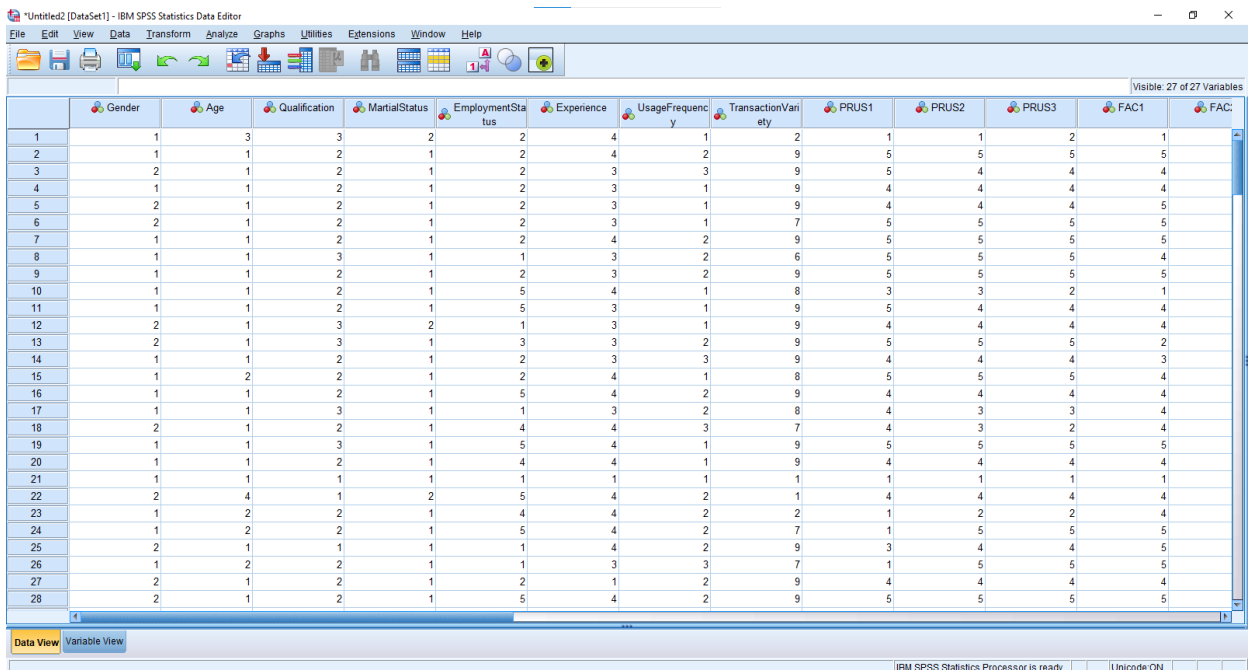 *Untitled2 [DataSet1] - IBM SPSS Statistics Data Editor
File Edit View Data Transform Analyze Graphs Utilities Extensions Window Help
Visible: 27 of 27 Variables
Gender Age Qualification MartialStatus EmploymentSta tus Experience UsageFrequenc y TransactionVari ety PRUS1 PRUS2 PRUS3 FAC1 FAC2
1 1 3 3 2 2 4 1 2 1 1 2 1
2 1 1 2 1 2 4 2 9 5 5 5 5
3 2 1 2 1 2 3 3 9 5 4 4 4
4 1 1 2 1 2 3 1 9 4 4 4 4
5 2 1 2 1 2 3 1 9 4 4 4 5
6 2 1 2 1 2 3 1 7 5 5 5 5
7 1 1 2 1 2 4 2 9 5 5 5 5
8 1 1 3 1 1 3 2 6 5 5 5 4
9 1 1 2 1 2 3 2 9 5 5 5 5
10 1 1 2 1 5 4 1 8 3 3 2 1
11 1 1 2 1 5 3 1 9 5 4 4 4
12 2 1 3 2 1 3 1 9 4 4 4 4
13 2 1 3 1 3 3 2 9 5 5 5 2
14 1 1 2 1 2 3 3 9 4 4 4 3
15 1 2 2 1 2 4 1 8 5 5 5 4
16 1 1 2 1 5 4 2 9 4 4 4 4
17 1 1 3 1 1 3 2 8 4 3 3 4
18 2 1 2 1 4 4 3 7 4 3 2 4
19 1 1 3 1 5 4 1 9 5 5 5 5
20 1 1 2 1 4 4 1 9 4 4 4 4
21 1 1 1 1 1 1 1 1 1 1 1 1
22 2 4 1 2 5 4 2 1 4 4 4 4
23 1 2 2 1 4 4 2 2 1 2 2 4
24 1 2 2 1 5 4 2 7 1 5 5 5
25 2 1 1 1 1 4 2 9 3 4 4 5
26 1 2 2 1 1 3 3 7 1 5 5 5
27 2 1 2 1 2 1 2 9 4 4 4 4
28 2 1 2 1 5 4 2 9 5 5 5 5
Data View Variable View
IBM SPSS Statistics Processor is ready Unicode:ON